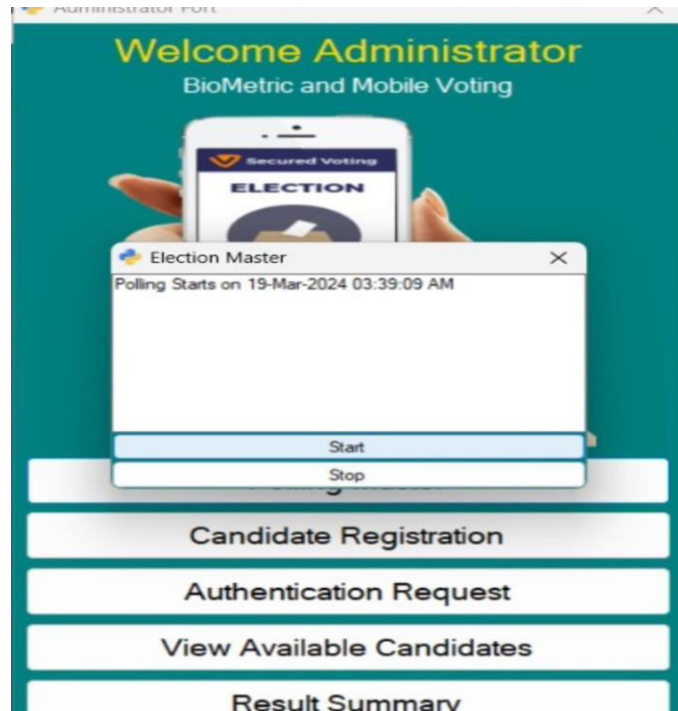 Administrator Port
Welcome Administrator
BioMetric and Mobile Voting
Secured Voting
ELECTION
Election Master
Polling Starts on 19-Mar-2024 03:39:09 AM
Start
Stop
Candidate Registration
Authentication Request
View Available Candidates
Result Summary